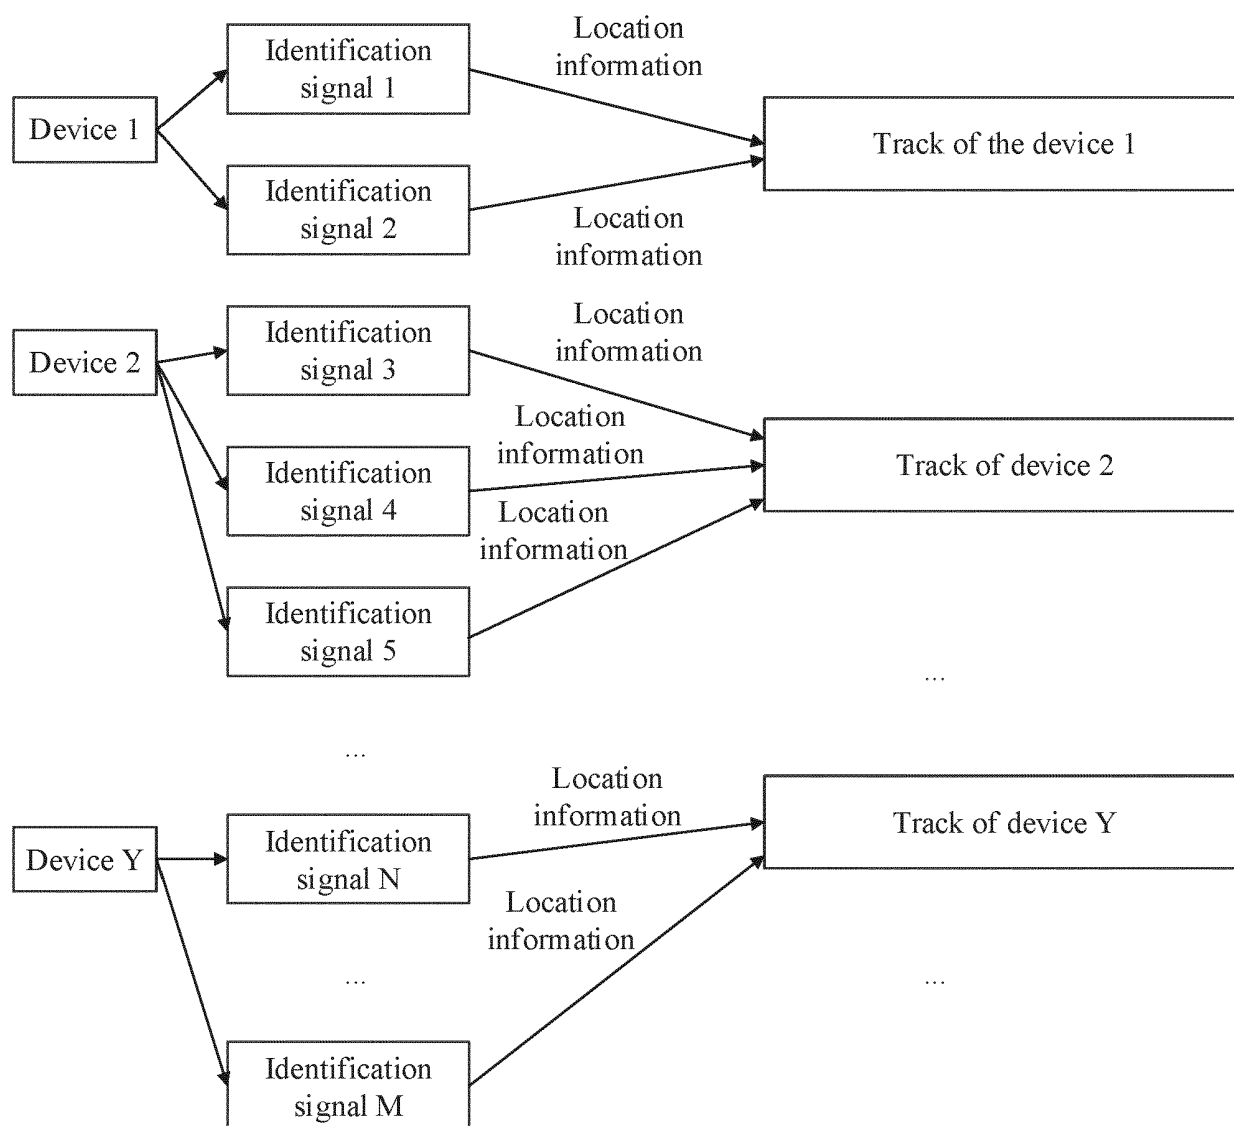 Device 1
Identification
signal 1
Location
information
Track of the device 1
Identification
signal 2
Location
information
Device 2
Identification
signal 3
Location
information
Identification
signal 4
Location
information
Track of device 2
Identification
signal 5
Location
information
...
...
Device Y
Identification
signal N
Location
information
Track of device Y
...
Identification
signal M
Location
information
...